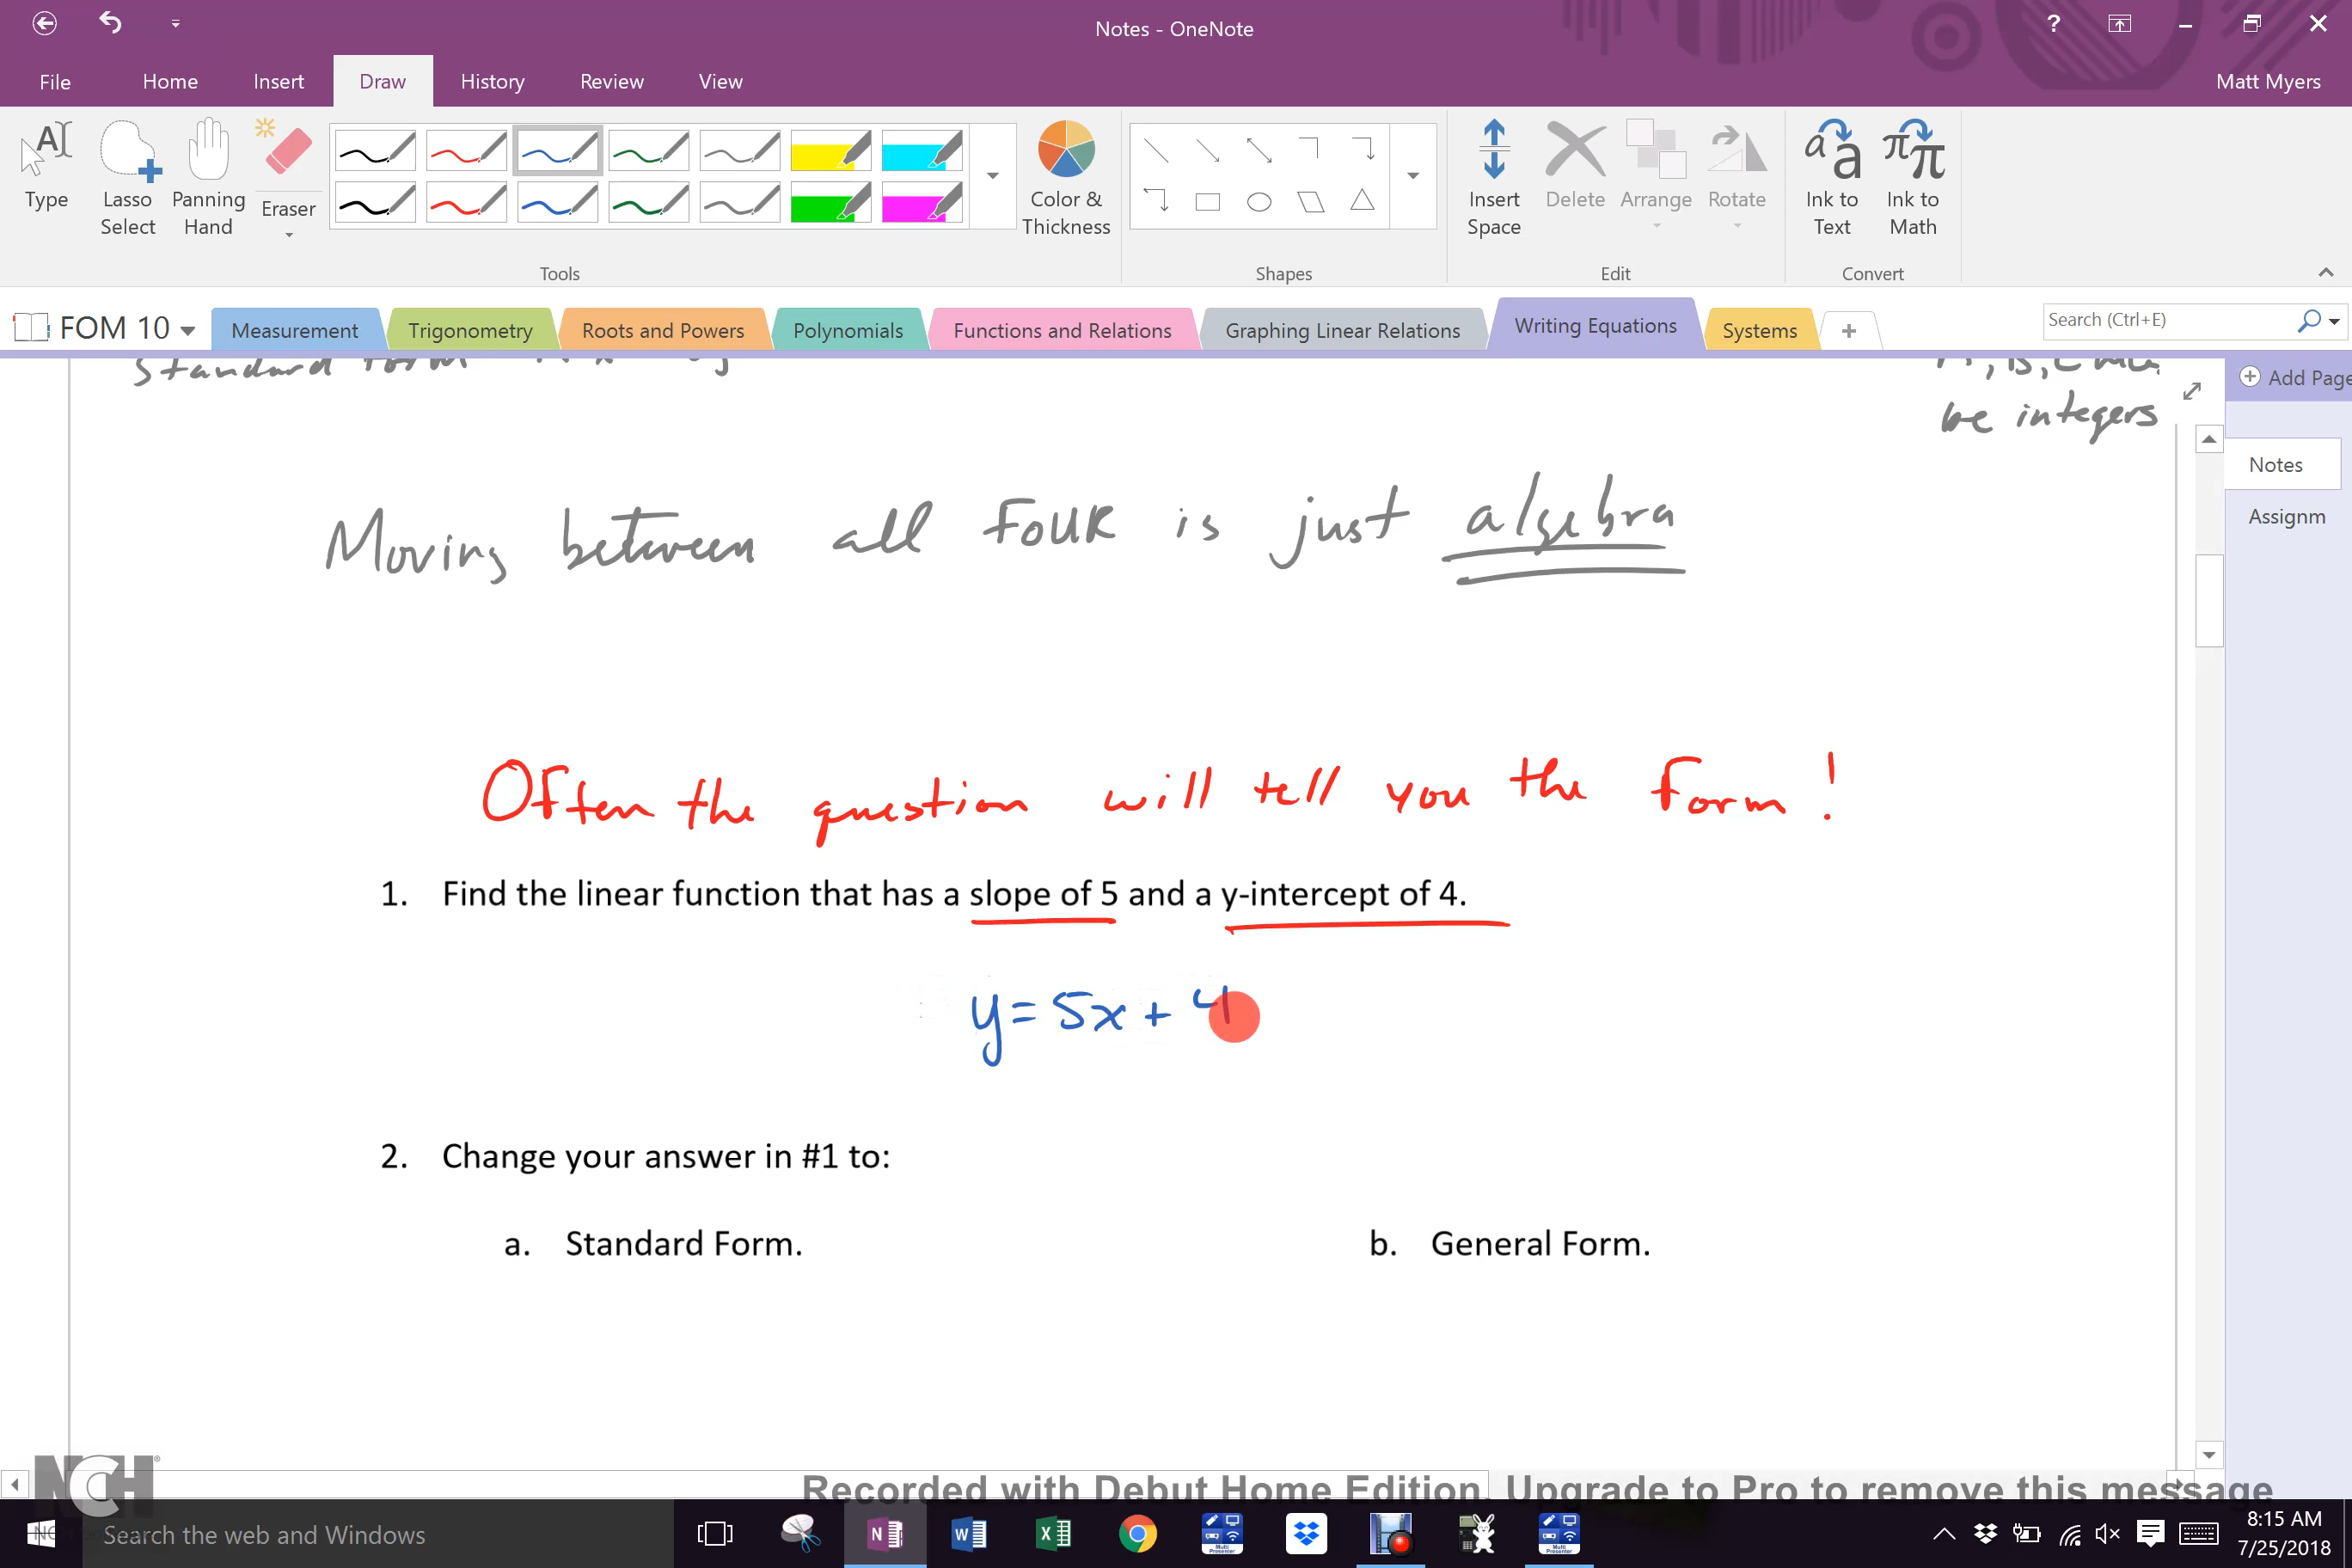 Notes - OneNote
File Home Insert Draw History Review View Matt Myers
Type Lasso Select Panning Hand Eraser Color & Thickness Insert Space Delete Arrange Rotate Ink to Text Ink to Math
Tools Shapes Edit Convert
FOM 10 Measurement Trigonometry Roots and Powers Polynomials Functions and Relations Graphing Linear Relations Writing Equations Systems + Search (Ctrl+E)
Standard form
Add Page
be integers
Notes
Assignm
Moving between all FOUR is just algebra
Often the question will tell you the form!
1. Find the linear function that has a slope of 5 and a y-intercept of 4.
y = 5x + 4
2. Change your answer in #1 to:
a. Standard Form. b. General Form.
NCH
Recorded with Debut Home Edition. Upgrade to Pro to remove this message
Search the web and Windows
8:15 AM
7/25/2018